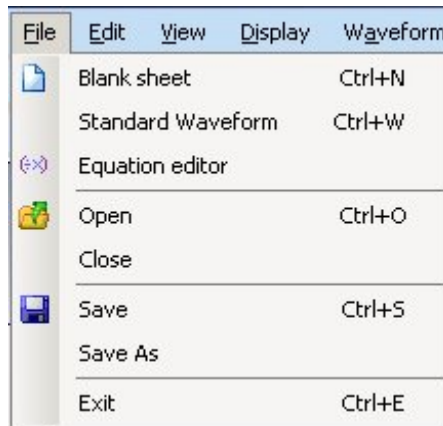 File Edit View Display Waveform
Blank sheet Ctrl+N
Standard Waveform Ctrl+W
Equation editor
Open Ctrl+O
Close
Save Ctrl+S
Save As
Exit Ctrl+E